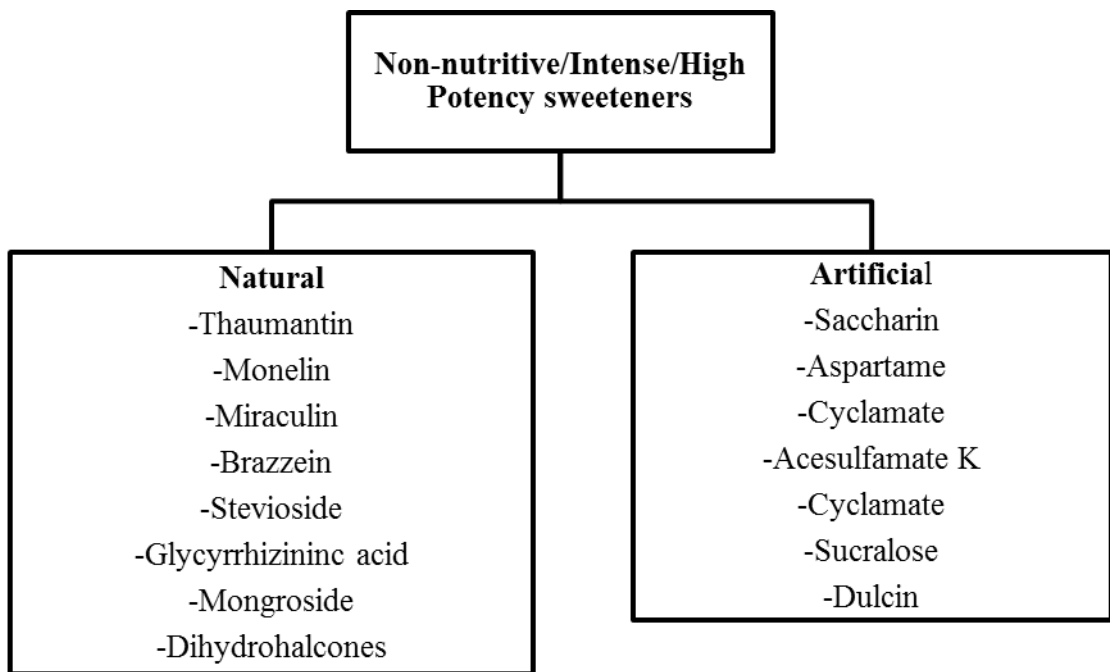 Non-nutritive/Intense/High
Potency sweeteners
Natural
-Thaumantin
-Monelin
-Miraculin
-Brazzein
-Stevioside
-Glycyrrhizininc acid
-Mongroside
-Dihydrohalcones
Artificial
-Saccharin
-Aspartame
-Cyclamate
-Acesulfamate K
-Cyclamate
-Sucralose
-Dulcin